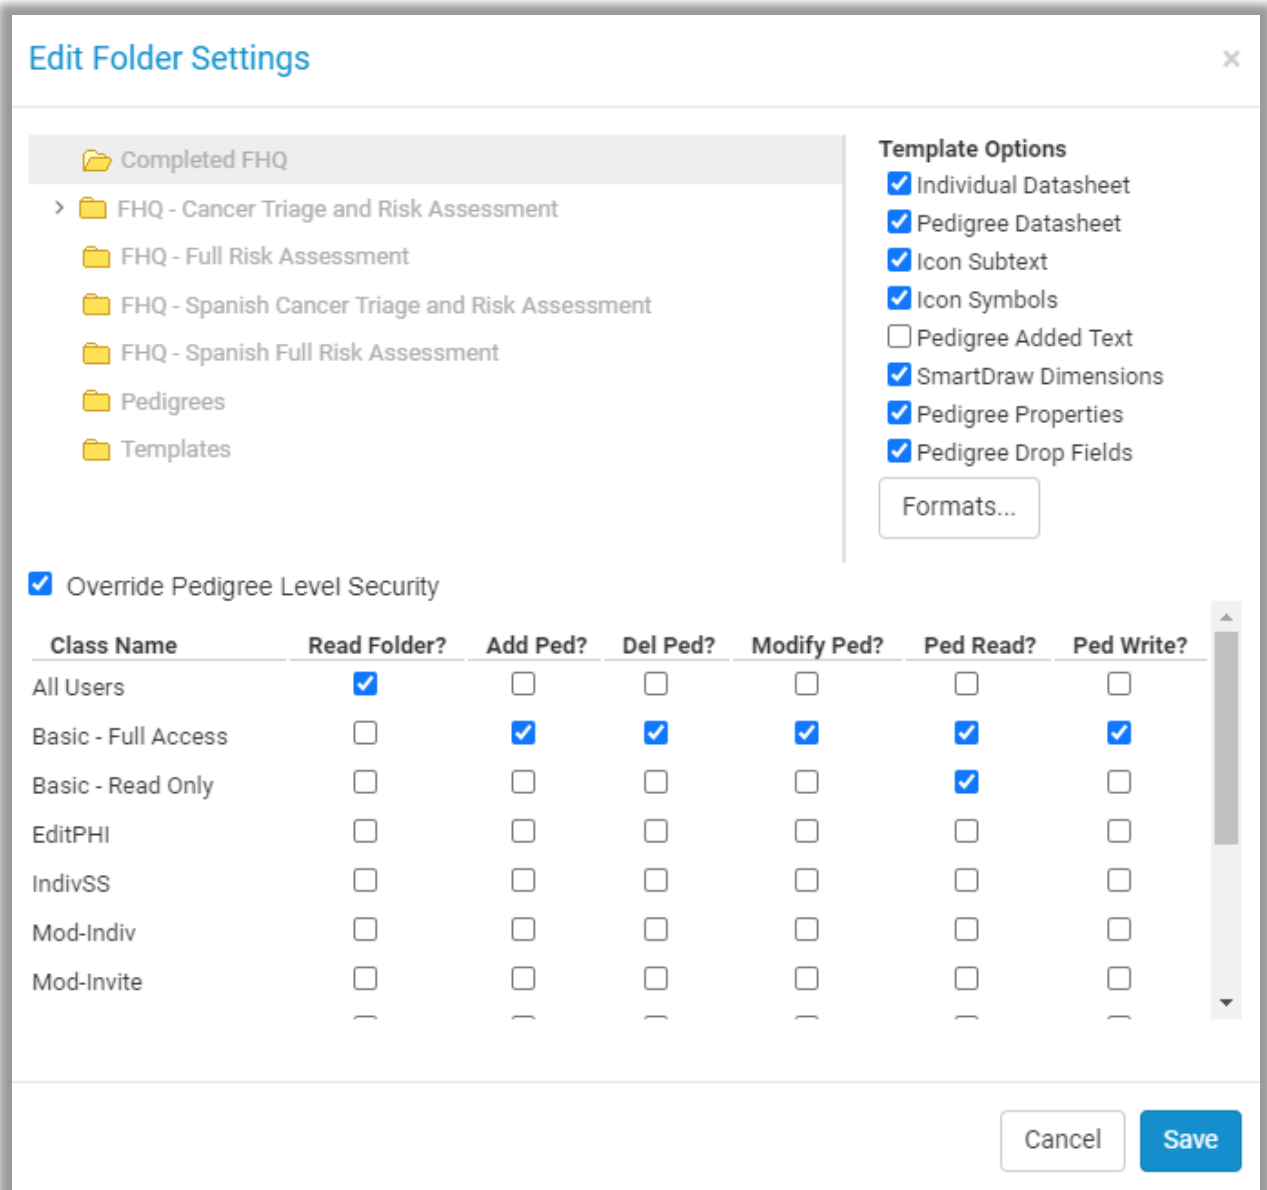 Edit Folder Settings ×
Completed FHQ
FHQ - Cancer Triage and Risk Assessment
FHQ - Full Risk Assessment
FHQ - Spanish Cancer Triage and Risk Assessment
FHQ - Spanish Full Risk Assessment
Pedigrees
Templates
Template Options
Individual Datasheet
Pedigree Datasheet
Icon Subtext
Icon Symbols
Pedigree Added Text
SmartDraw Dimensions
Pedigree Properties
Pedigree Drop Fields
Formats...
Override Pedigree Level Security
Class Name Read Folder? Add Ped? Del Ped? Modify Ped? Ped Read? Ped Write?
All Users
Basic - Full Access
Basic - Read Only
EditPHI
IndivSS
Mod-Indiv
Mod-Invite
Cancel Save